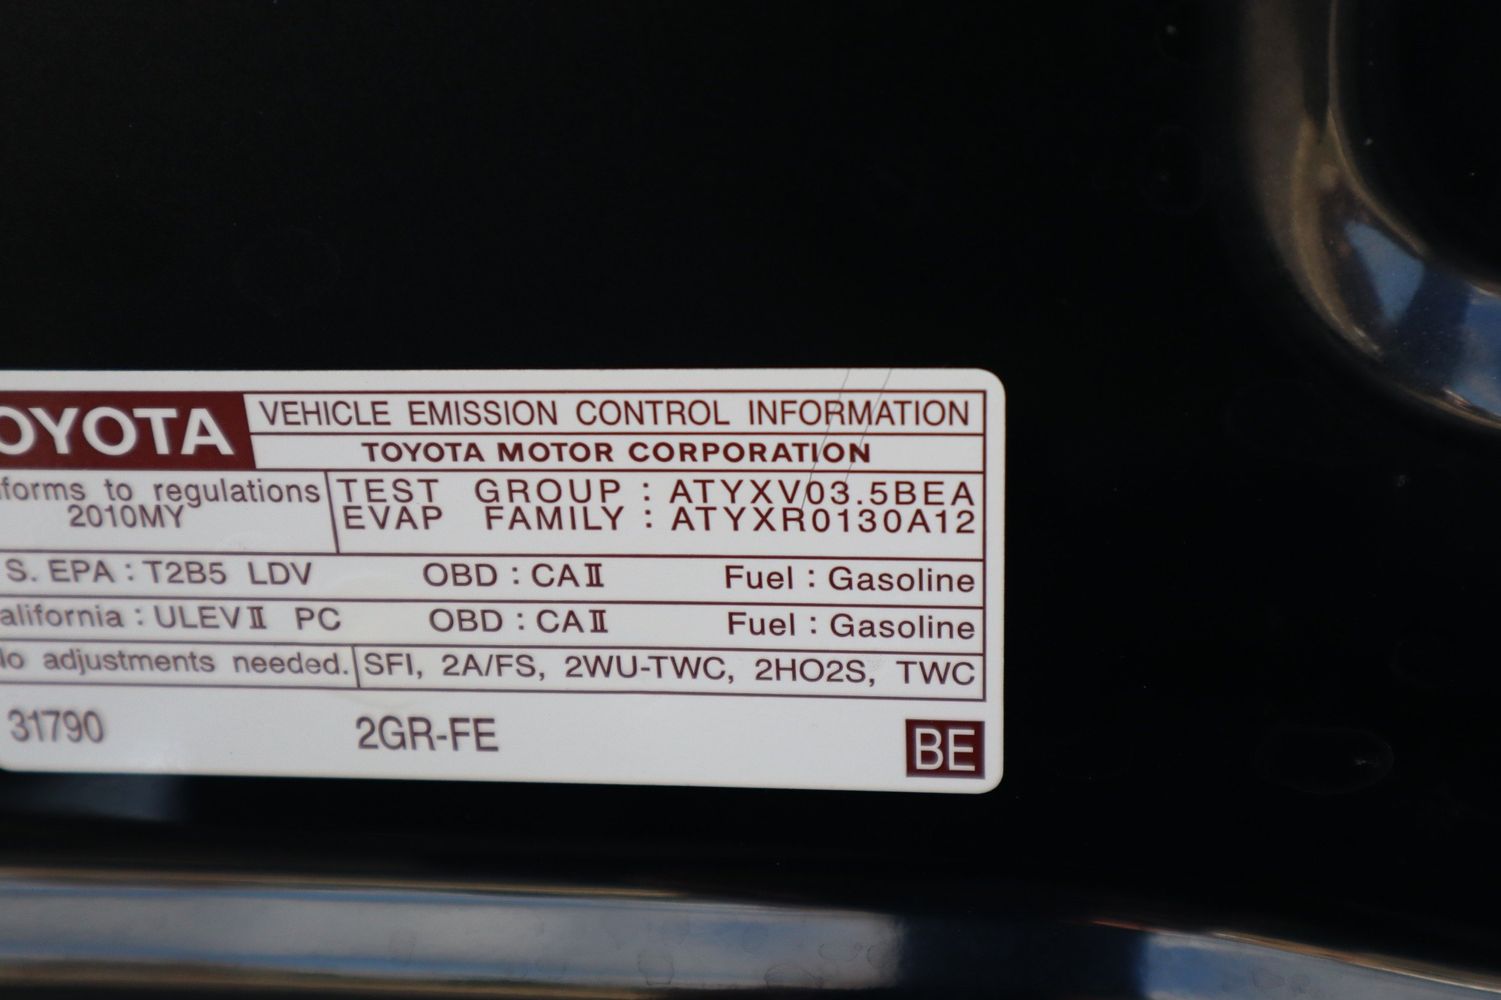 OYOTA VEHICLE EMISSION CONTROL INFORMATION
TOYOTA MOTOR CORPORATION
forms to regulations
2010MY
TEST GROUP : ATYXV03.5BEA
EVAP FAMILY : ATYXR0130A12
S. EPA : T2B5 LDV OBD : CAⅡ Fuel : Gasoline
alifornia : ULEVⅡ PC OBD : CAⅡ Fuel : Gasoline
lo adjustments needed. SFI, 2A/FS, 2WU-TWC, 2HO2S, TWC
31790 2GR-FE BE